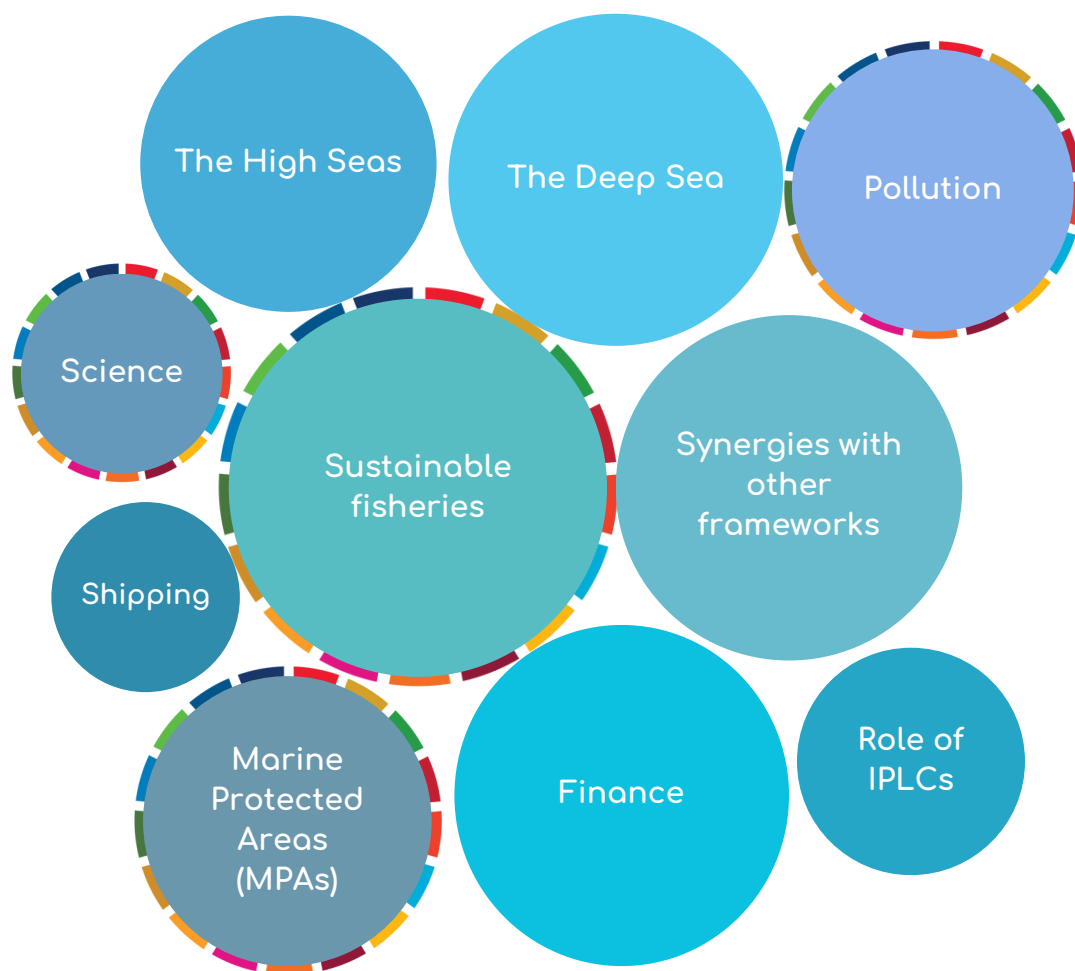 The High Seas
The Deep Sea
Pollution
Science
Sustainable
fisheries
Synergies with
other
frameworks
Shipping
Marine
Protected
Areas
(MPAs)
Finance
Role of
IPLCs